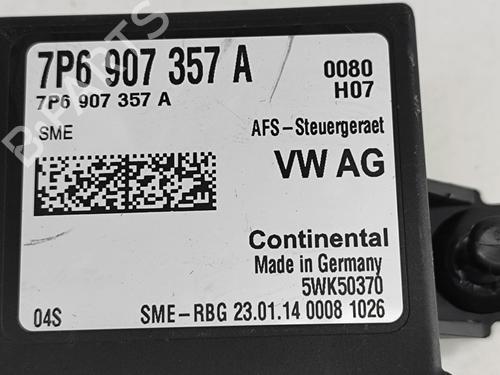 7P6 907 357 A
0080
7P6 907 357 A
H07
SME
AFS-Steuergeraet
VW AG
Continental
Made in Germany
5WK50370
04S
SME-RBG 23.01.14 0008 1026
B PARTS